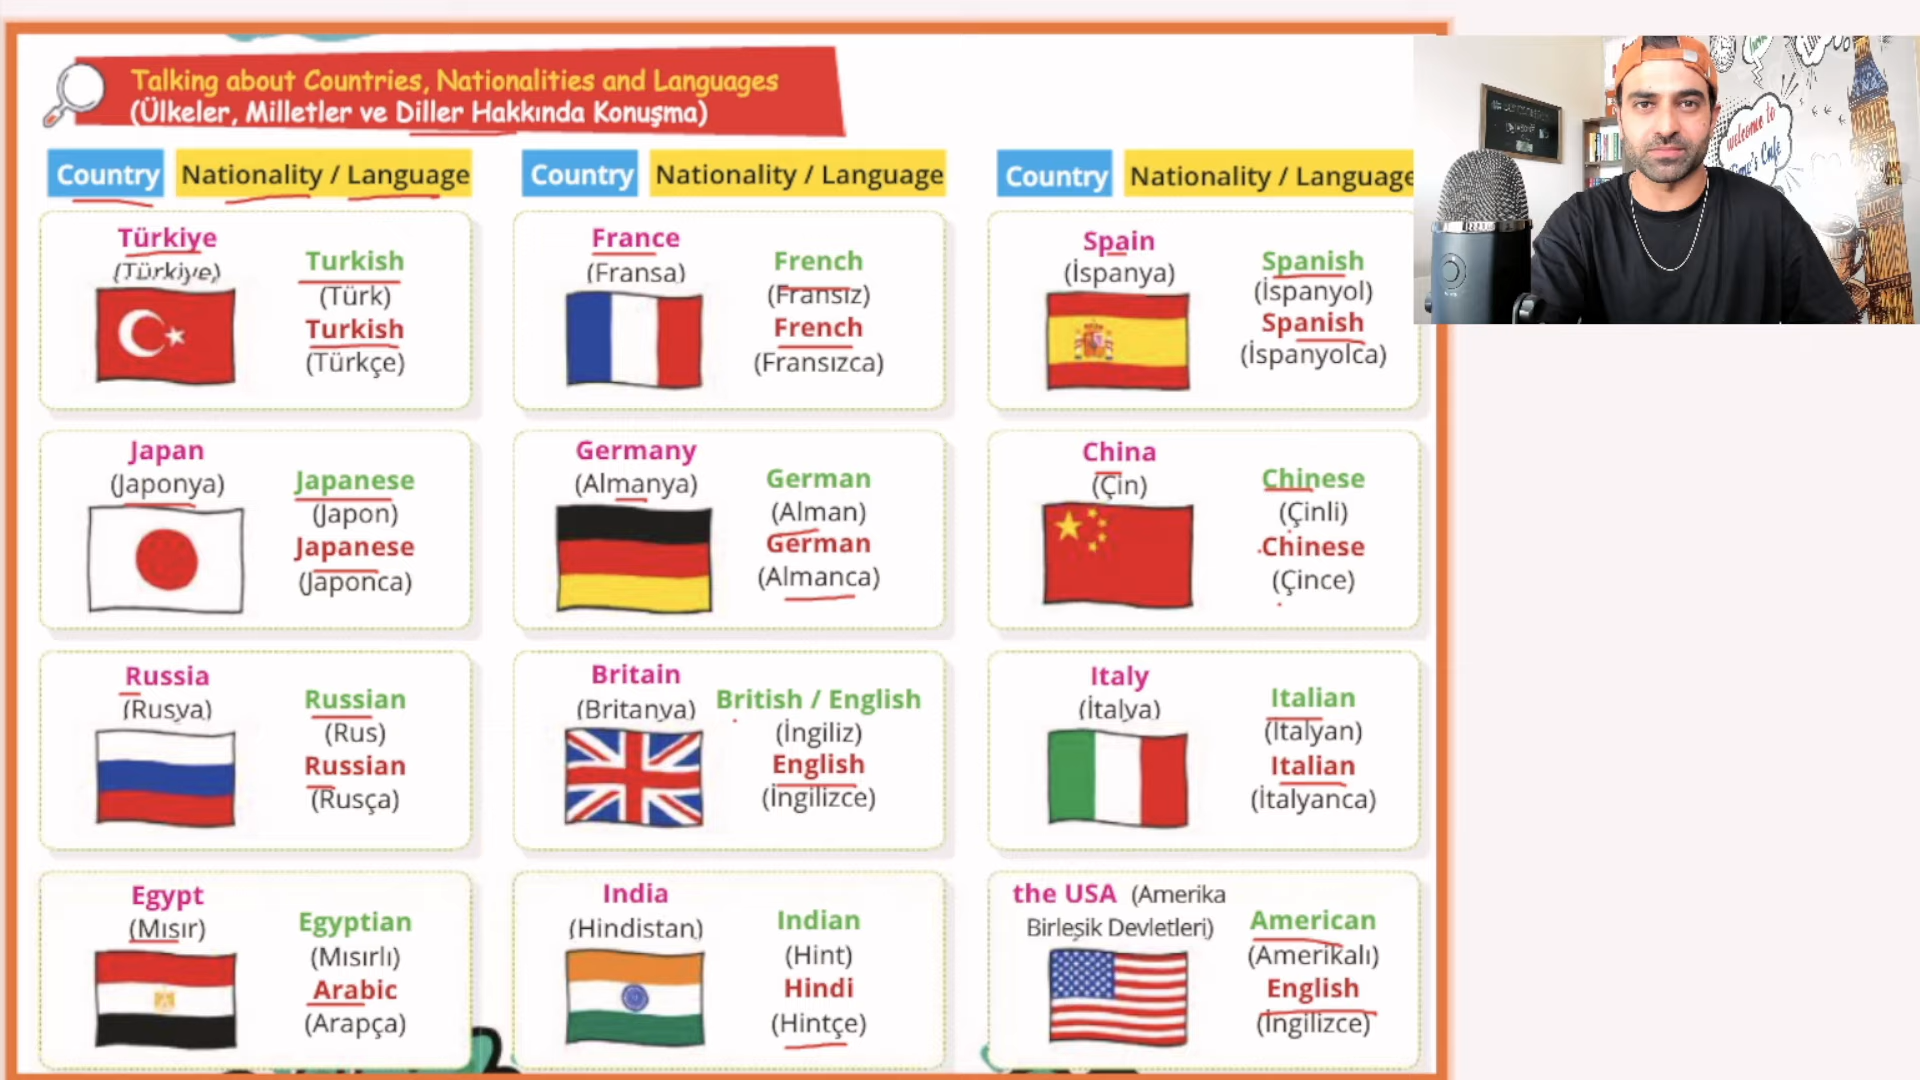 Talking about Countries, Nationalities and Languages
(Ülkeler, Milletler ve Diller Hakkında Konuşma)
Country
Nationality / Language
Country
Nationality / Language
Country
Nationality / Language
Türkiye
(Türkiye)
Turkish
(Türk)
Turkish
(Türkçe)
France
(Fransa)
French
(Fransız)
French
(Fransızca)
Spain
(İspanya)
Spanish
(İspanyol)
Spanish
(İspanyolca)
Japan
(Japonya)
Japanese
(Japon)
Japanese
(Japonca)
Germany
(Almanya)
German
(Alman)
German
(Almanca)
China
(Çin)
Chinese
(Çinli)
Chinese
(Çince)
Russia
(Rusya)
Russian
(Rus)
Russian
(Rusça)
Britain
(Britanya)
British / English
(İngiliz)
English
(İngilizce)
Italy
(İtalya)
Italian
(İtalyan)
Italian
(İtalyanca)
Egypt
(Mısır)
Egyptian
(Mısırlı)
Arabic
(Arapça)
India
(Hindistan)
Indian
(Hint)
Hindi
(Hintçe)
the USA (Amerika
Birleşik Devletleri)
American
(Amerikalı)
English
(İngilizce)
welcome to
Cafe